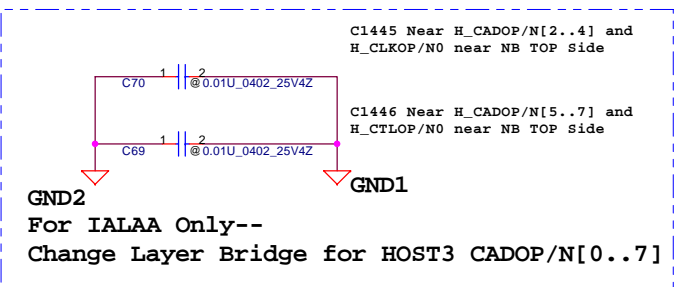 C1445 Near H_CADOP/N[2..4] and
H_CLKOP/N0 near NB TOP Side
1 2
C70 @0.01U_0402_25V4Z
C1446 Near H_CADOP/N[5..7] and
H_CTLOP/N0 near NB TOP Side
1 2
C69 @0.01U_0402_25V4Z
GND2 GND1
For IALAA Only--
Change Layer Bridge for HOST3 CADOP/N[0..7]